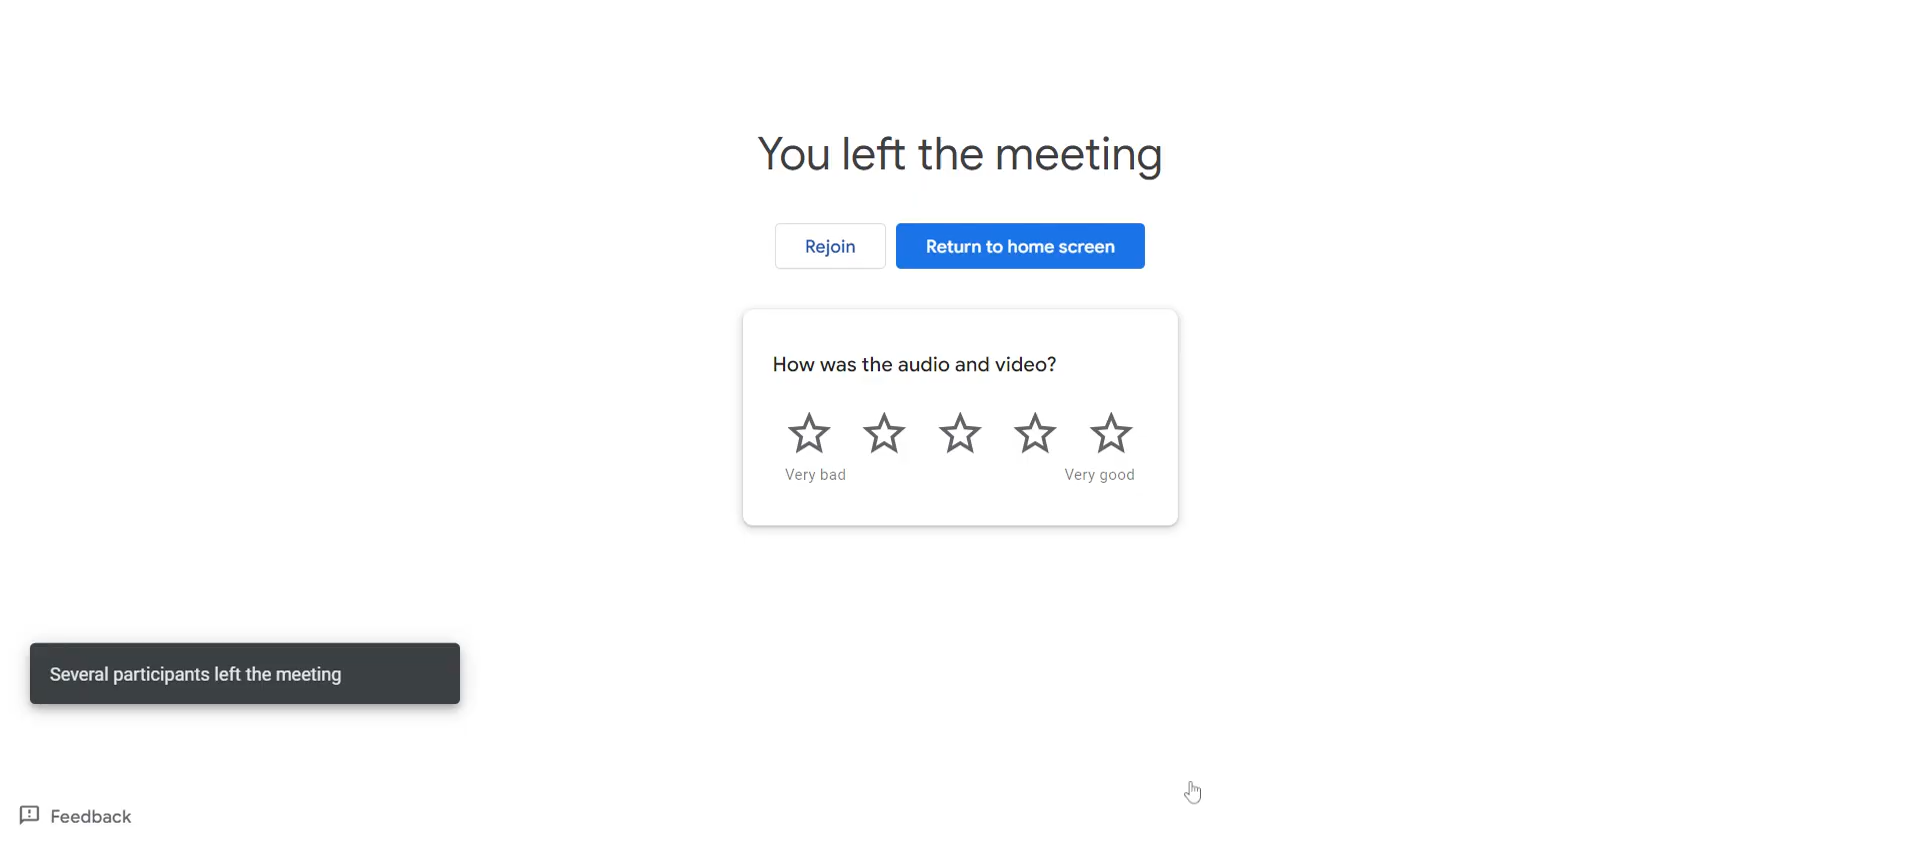 You left the meeting
Rejoin
Return to home screen
How was the audio and video?
Very bad
Very good
Several participants left the meeting
Feedback